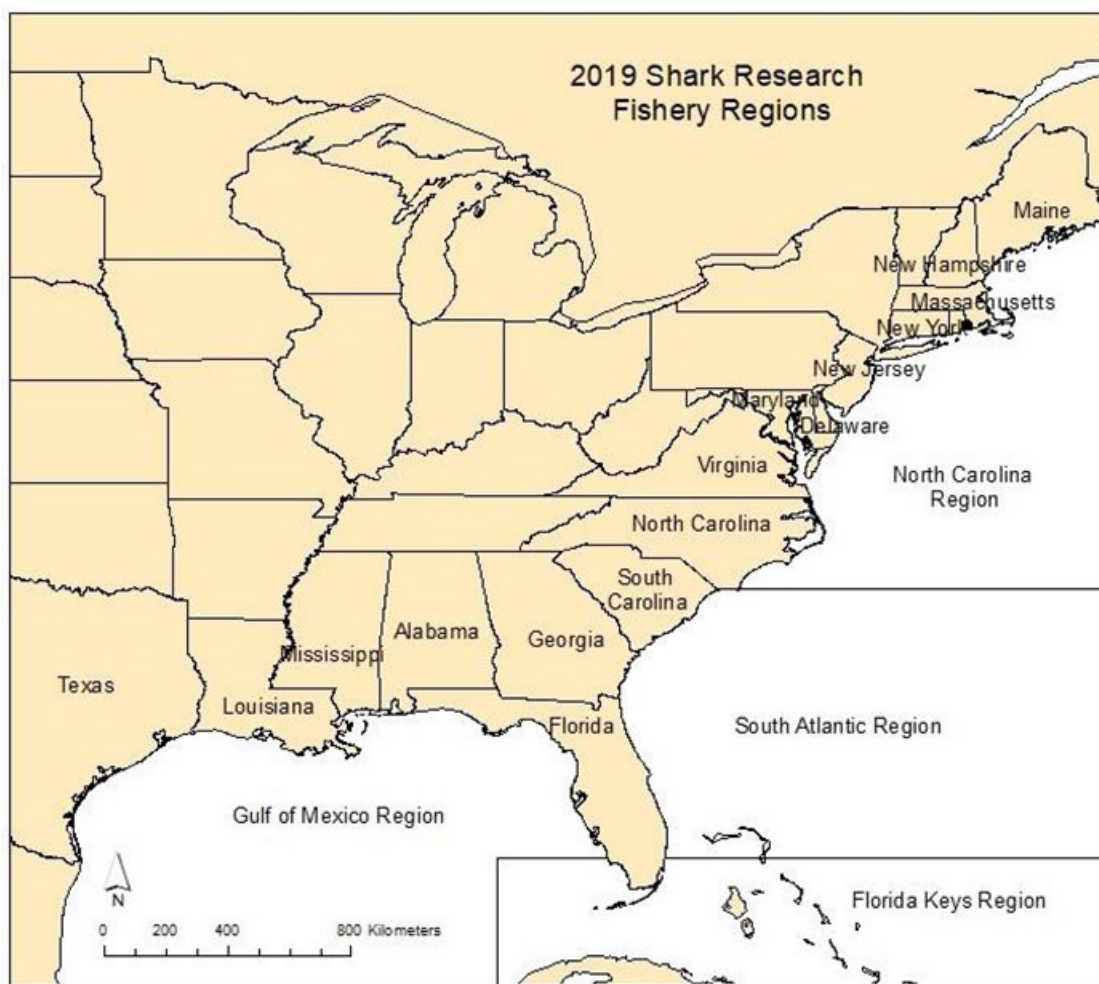 2019 Shark Research
Fishery Regions
Maine
New Hampshire
Massachusetts
New York
New Jersey
Maryland
Delaware
Virginia
North Carolina
Region
North Carolina
South
Carolina
Alabama
Georgia
Mississippi
Texas
Louisiana
Florida
South Atlantic Region
Gulf of Mexico Region
Florida Keys Region
N
0 200 400 800 Kilometers